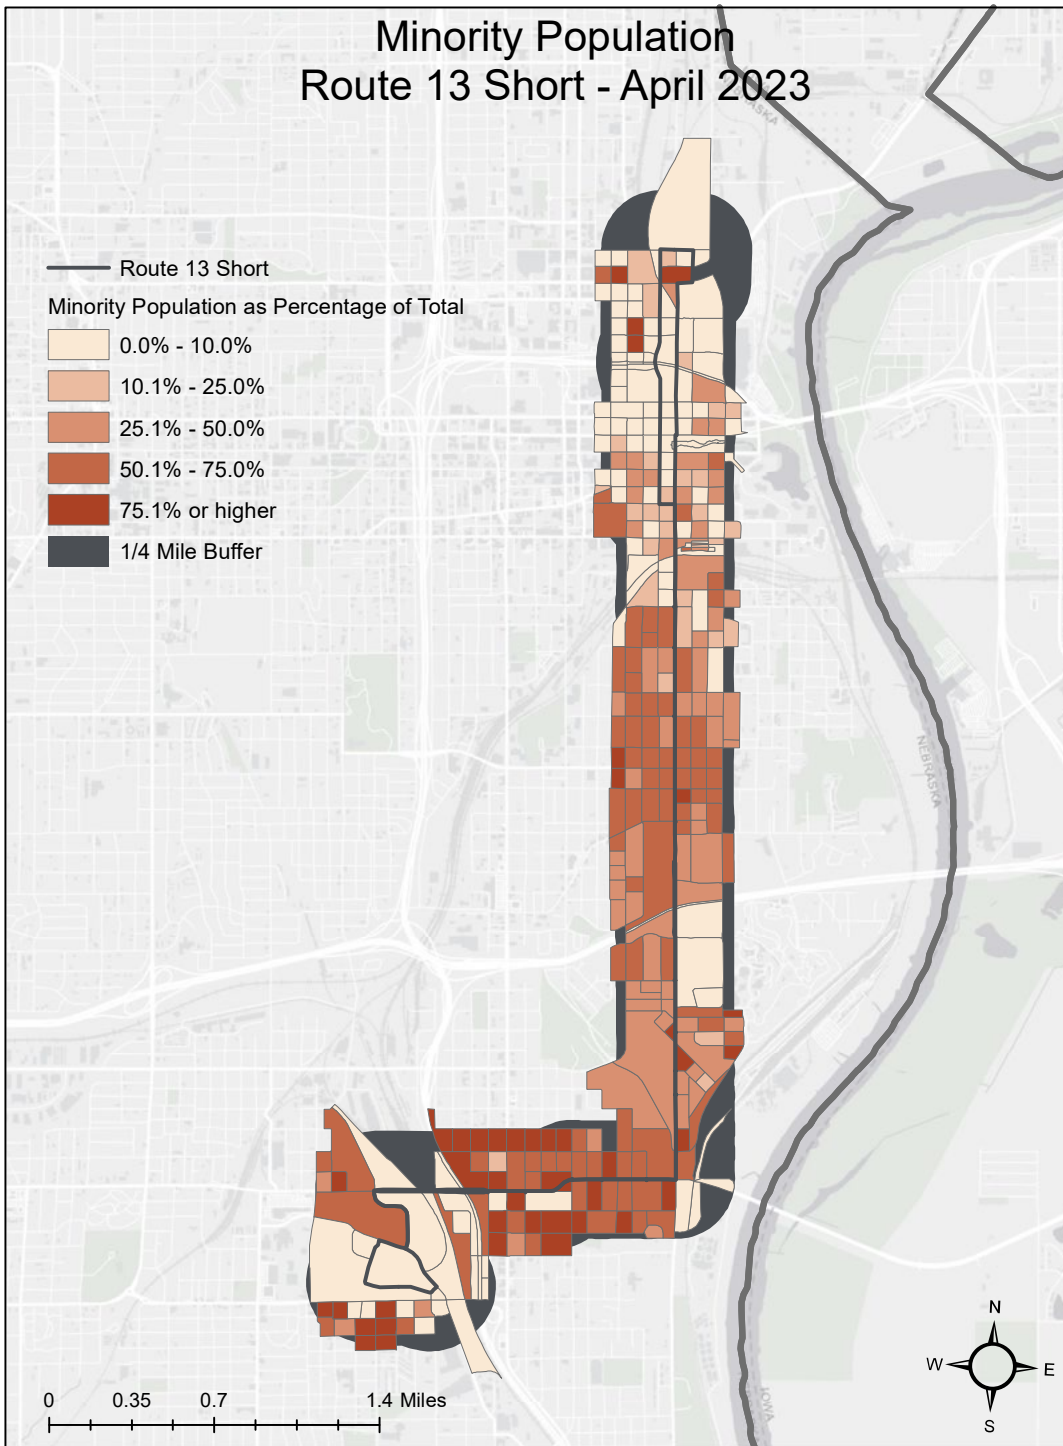 Minority Population
Route 13 Short - April 2023
NEBRASKA
Route 13 Short
Minority Population as Percentage of Total
0.0% - 10.0%
10.1% - 25.0%
25.1% - 50.0%
50.1% - 75.0%
75.1% or higher
1/4 Mile Buffer
NEBRASKA
N
W
E
S
0 0.35 0.7 1.4 Miles
IOWA